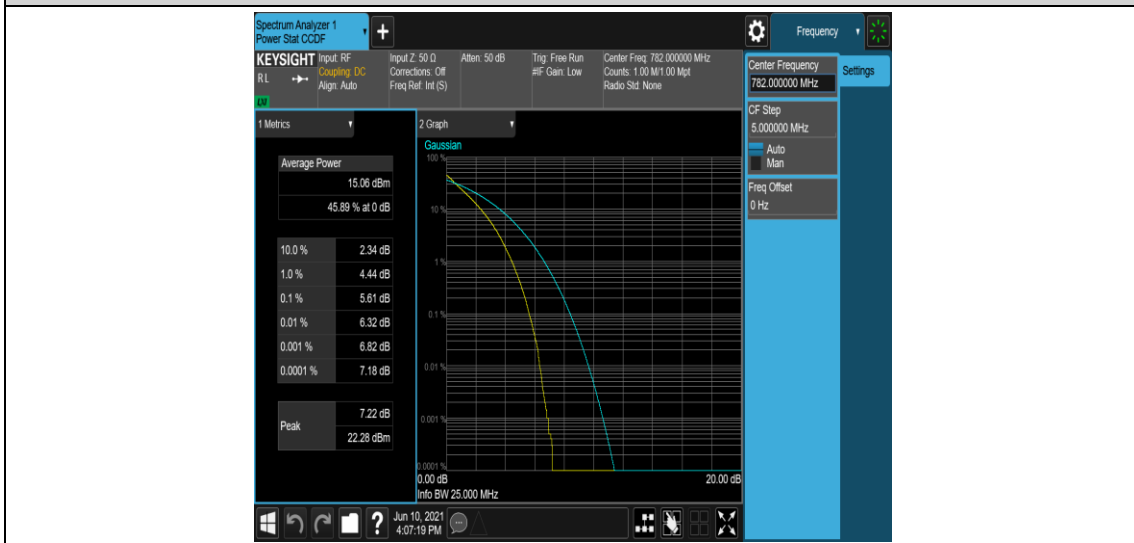 Spectrum Analyzer 1
Power Stat CCDF
+
Frequency
KEYSIGHT
Input: RF
Coupling: DC
Align: Auto
Input Z: 50 Ω
Corrections: Off
Freq Ref: Int (S)
Atten: 50 dB
Trig: Free Run
#IF Gain: Low
Center Freq: 782.000000 MHz
Counts: 1.00 M/1.00 Mpt
Radio Std: None
RL
Center Frequency
782.000000 MHz
Settings
CF Step
5.000000 MHz
Auto
Man
Freq Offset
0 Hz
1 Metrics
Average Power
15.06 dBm
45.89 % at 0 dB
10.0 % 2.34 dB
1.0 % 4.44 dB
0.1 % 5.61 dB
0.01 % 6.32 dB
0.001 % 6.82 dB
0.0001 % 7.18 dB
Peak
7.22 dB
22.28 dBm
2 Graph
Gaussian
100 %
10 %
1 %
0.1 %
0.01 %
0.001 %
0.0001 %
0.00 dB
20.00 dB
Info BW 25.000 MHz
?
Jun 10, 2021
4:07:19 PM